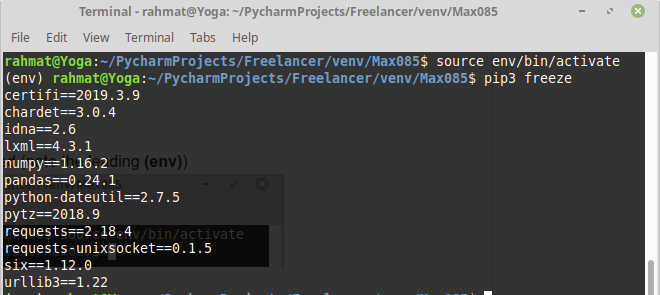 Terminal - rahmat@Yoga: ~/PycharmProjects/Freelancer/venv/Max085
File Edit View Terminal Tabs Help
rahmat@Yoga:~/PycharmProjects/Freelancer/venv/Max085$ source env/bin/activate
(env) rahmat@Yoga:~/PycharmProjects/Freelancer/venv/Max085$ pip3 freeze
certifi==2019.3.9
chardet==3.0.4
idna==2.6
lxml==4.3.1
(env))
numpy==1.16.2
pandas==0.24.1
python-dateutil==2.7.5
pytz==2018.9
requests==2.18.4
env/bin/activate
requests-unixsocket==0.1.5
six==1.12.0
urllib3==1.22